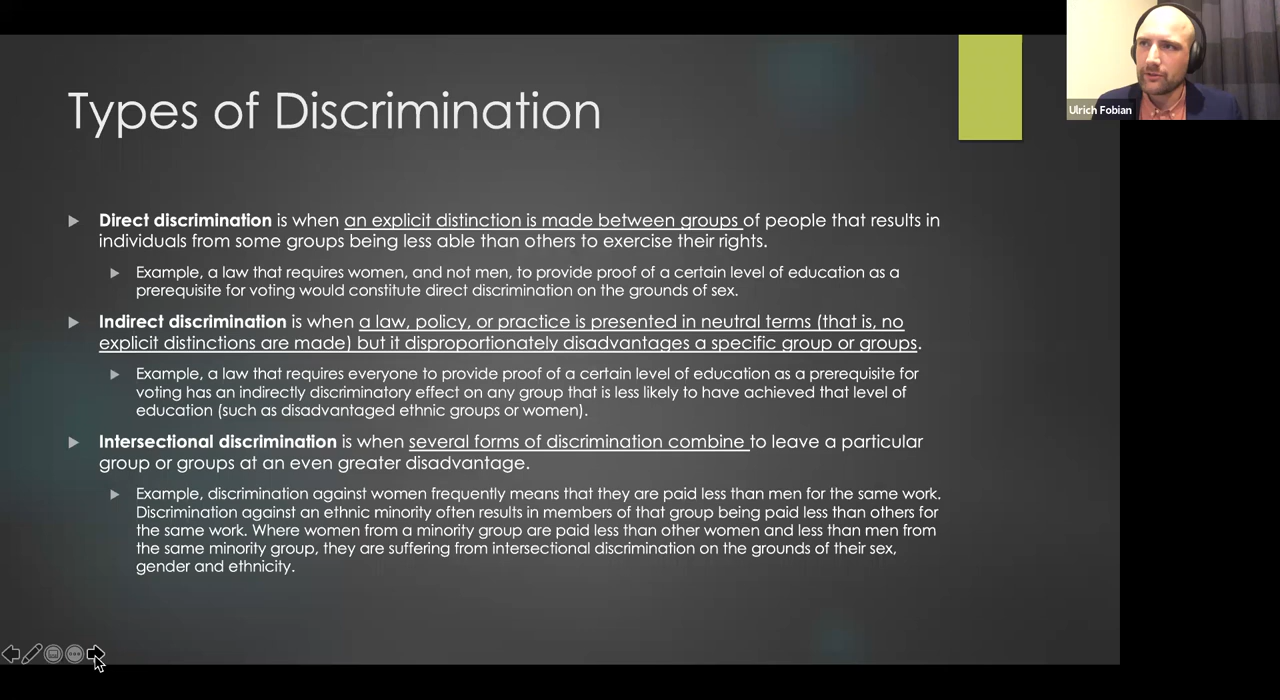 Types of Discrimination
Ulrich Fobian
Direct discrimination is when an explicit distinction is made between groups of people that results in
individuals from some groups being less able than others to exercise their rights.
Example, a law that requires women, and not men, to provide proof of a certain level of education as a
prerequisite for voting would constitute direct discrimination on the grounds of sex.
Indirect discrimination is when a law, policy, or practice is presented in neutral terms (that is, no
explicit distinctions are made) but it disproportionately disadvantages a specific group or groups.
Example, a law that requires everyone to provide proof of a certain level of education as a prerequisite for
voting has an indirectly discriminatory effect on any group that is less likely to have achieved that level of
education (such as disadvantaged ethnic groups or women).
Intersectional discrimination is when several forms of discrimination combine to leave a particular
group or groups at an even greater disadvantage.
Example, discrimination against women frequently means that they are paid less than men for the same work.
Discrimination against an ethnic minority often results in members of that group being paid less than others for
the same work. Where women from a minority group are paid less than other women and less than men from
the same minority group, they are suffering from intersectional discrimination on the grounds of their sex,
gender and ethnicity.